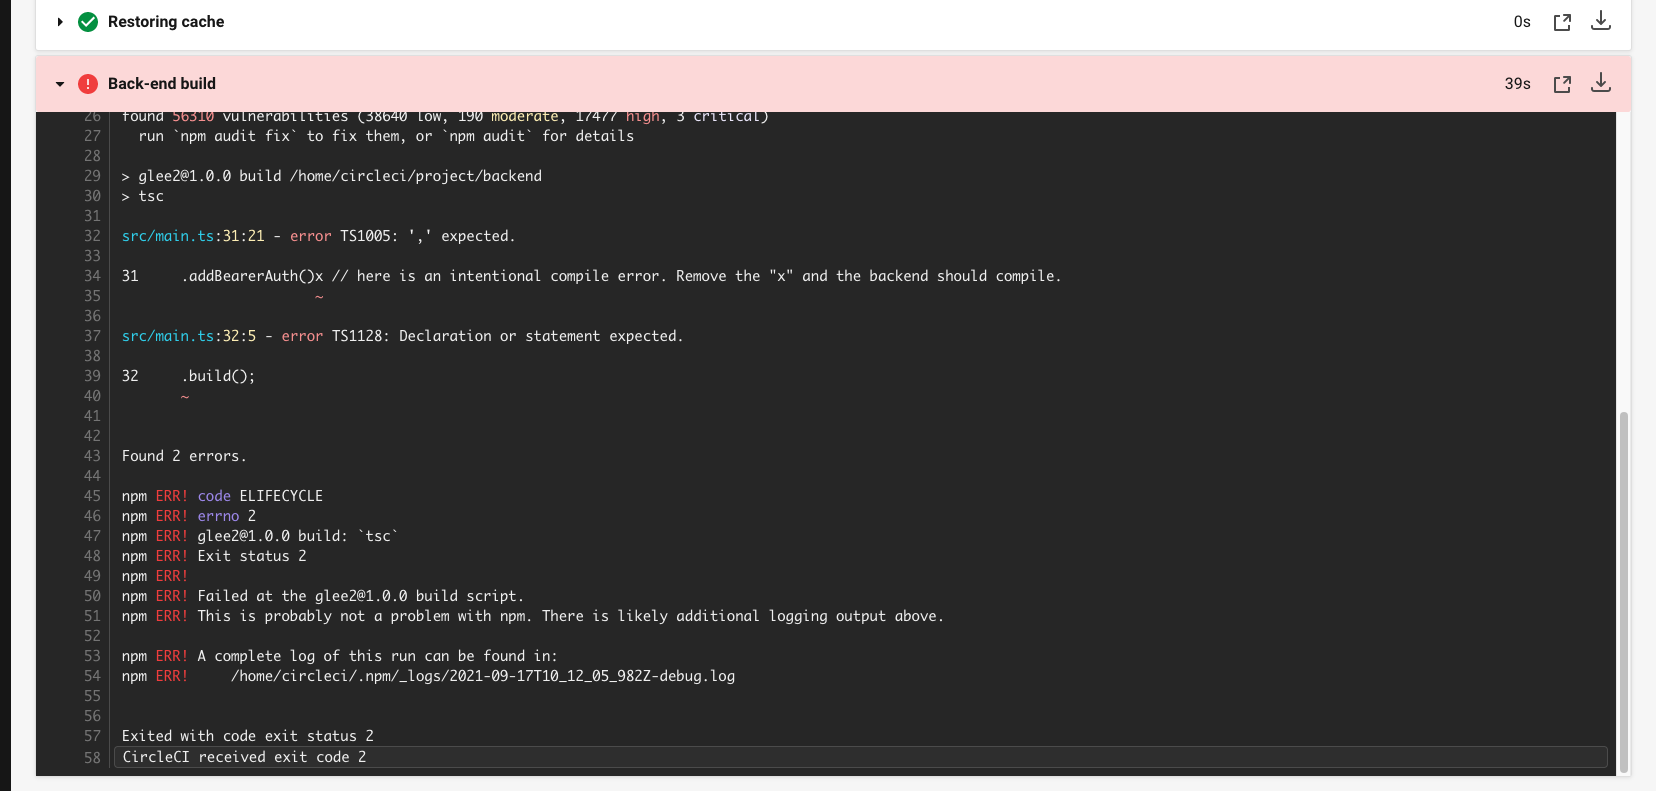 Restoring cache 0s
Back-end build 39s
26 found 56310 vulnerabilities (38640 low, 190 moderate, 17477 high, 3 critical)
27 run `npm audit fix` to fix them, or `npm audit` for details
28
29 > glee2@1.0.0 build /home/circleci/project/backend
30 > tsc
31
32 src/main.ts:31:21 - error TS1005: ',' expected.
33
34 31 .addBearerAuth()x // here is an intentional compile error. Remove the "x" and the backend should compile.
35 ~
36
37 src/main.ts:32:5 - error TS1128: Declaration or statement expected.
38
39 32 .build();
40 ~
41
42
43 Found 2 errors.
44
45 npm ERR! code ELIFECYCLE
46 npm ERR! errno 2
47 npm ERR! glee2@1.0.0 build: `tsc`
48 npm ERR! Exit status 2
49 npm ERR!
50 npm ERR! Failed at the glee2@1.0.0 build script.
51 npm ERR! This is probably not a problem with npm. There is likely additional logging output above.
52
53 npm ERR! A complete log of this run can be found in:
54 npm ERR! /home/circleci/.npm/_logs/2021-09-17T10_12_05_982Z-debug.log
55
56
57 Exited with code exit status 2
58 CircleCI received exit code 2